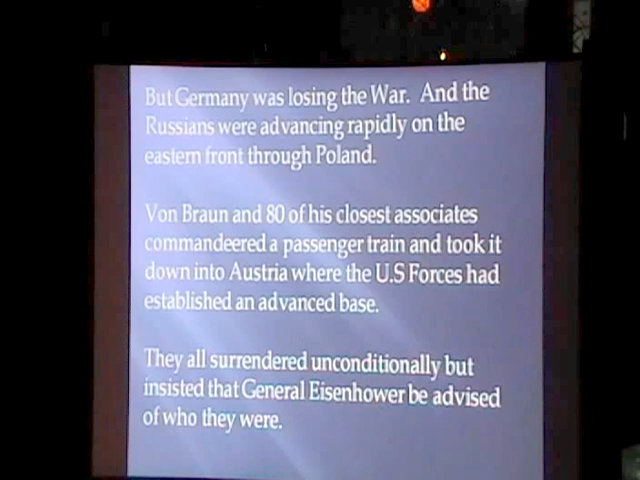 But Germany was losing the War.  And the
Russians were advancing rapidly on the
eastern front through Poland.
Von Braun and 80 of his closest associates
commandeered a passenger train and took it
down into Austria where the U.S Forces had
established an advanced base.
They all surrendered unconditionally but
insisted that General Eisenhower be advised
of who they were.